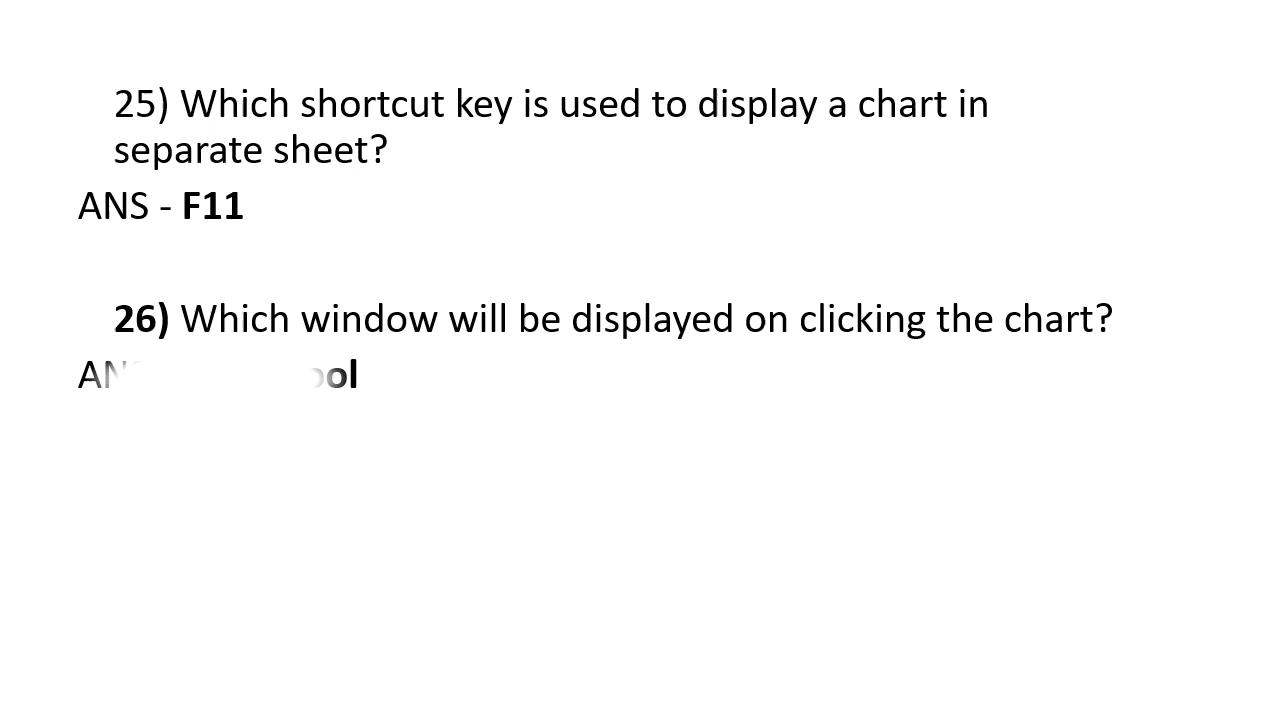 25) Which shortcut key is used to display a chart in
separate sheet?
ANS - F11
26) Which window will be displayed on clicking the chart?